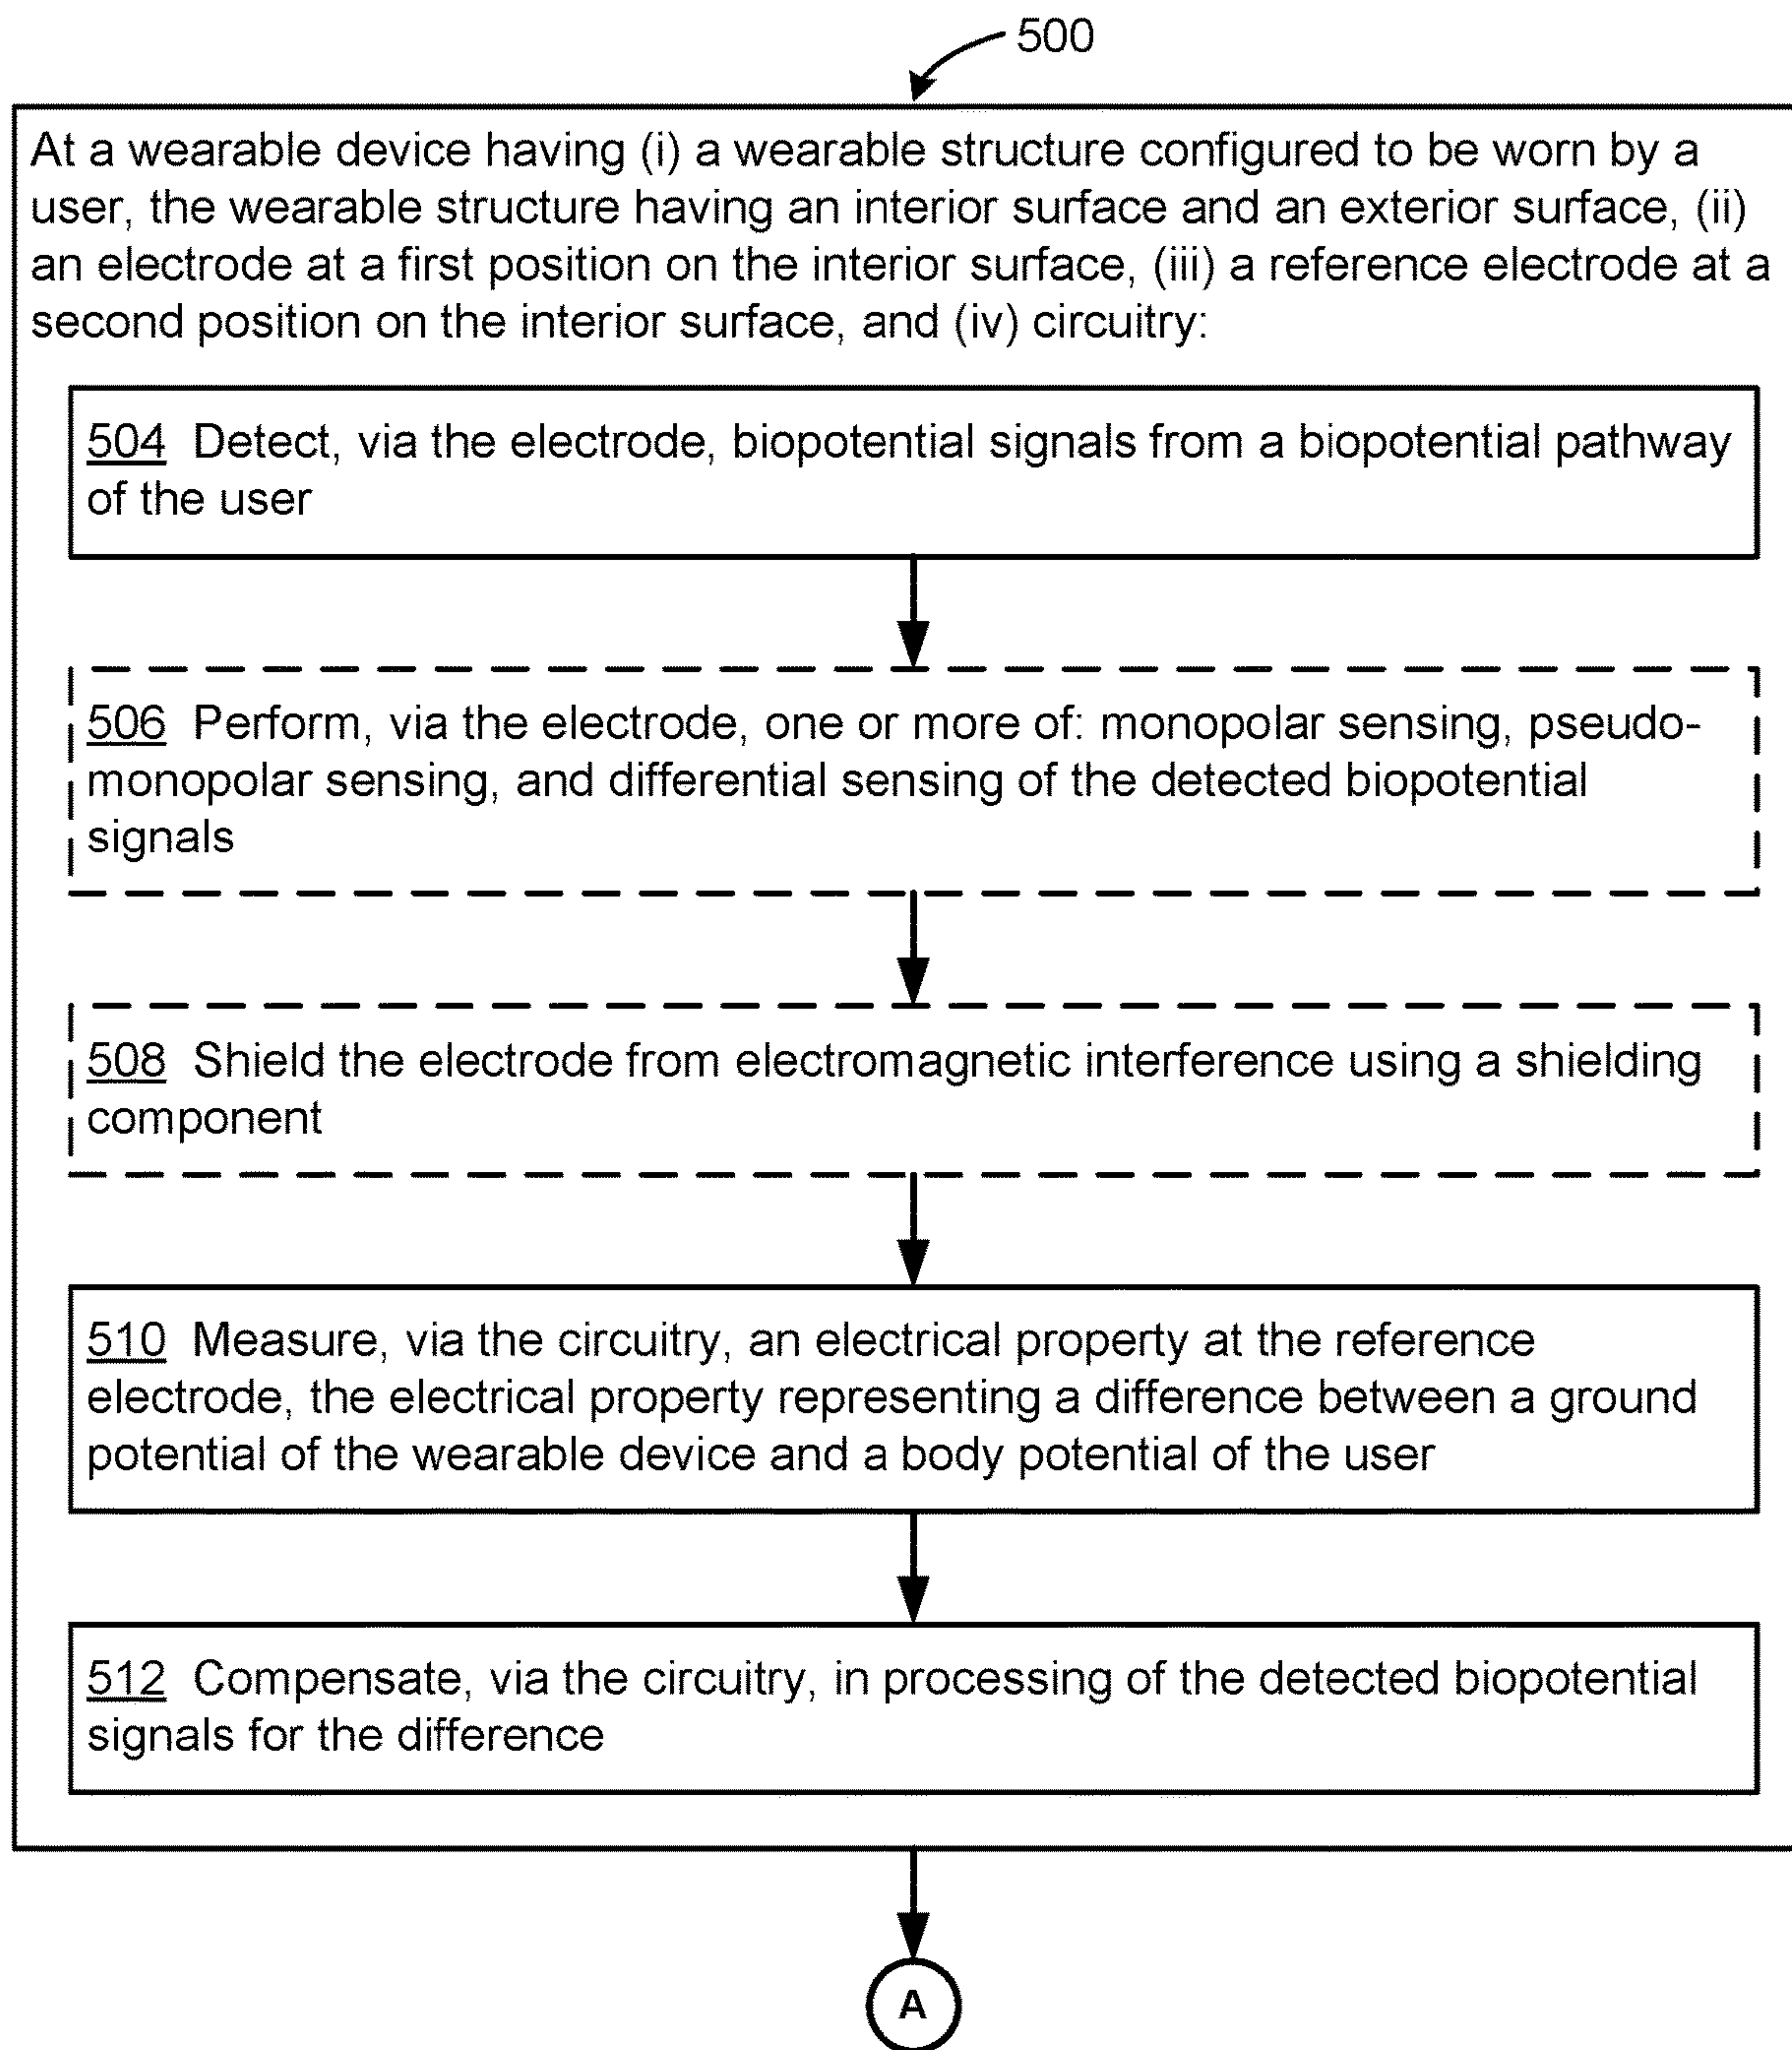 500
At a wearable device having (i) a wearable structure configured to be worn by a
user, the wearable structure having an interior surface and an exterior surface, (ii)
an electrode at a first position on the interior surface, (iii) a reference electrode at a
second position on the interior surface, and (iv) circuitry:
504 Detect, via the electrode, biopotential signals from a biopotential pathway
of the user
506 Perform, via the electrode, one or more of: monopolar sensing, pseudo-
monopolar sensing, and differential sensing of the detected biopotential
signals
508 Shield the electrode from electromagnetic interference using a shielding
component
510 Measure, via the circuitry, an electrical property at the reference
electrode, the electrical property representing a difference between a ground
potential of the wearable device and a body potential of the user
512 Compensate, via the circuitry, in processing of the detected biopotential
signals for the difference
A